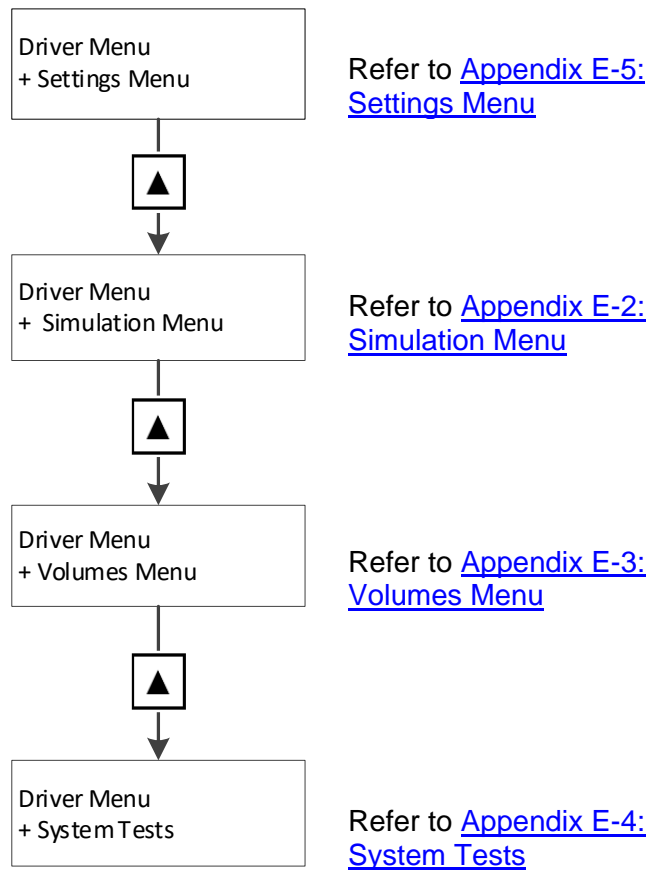 Driver Menu
+ Settings Menu
Refer to Appendix E-5:
Settings Menu
▲
Driver Menu
+ Simulation Menu
Refer to Appendix E-2:
Simulation Menu
▲
Driver Menu
+ Volumes Menu
Refer to Appendix E-3:
Volumes Menu
▲
Driver Menu
+ System Tests
Refer to Appendix E-4:
System Tests